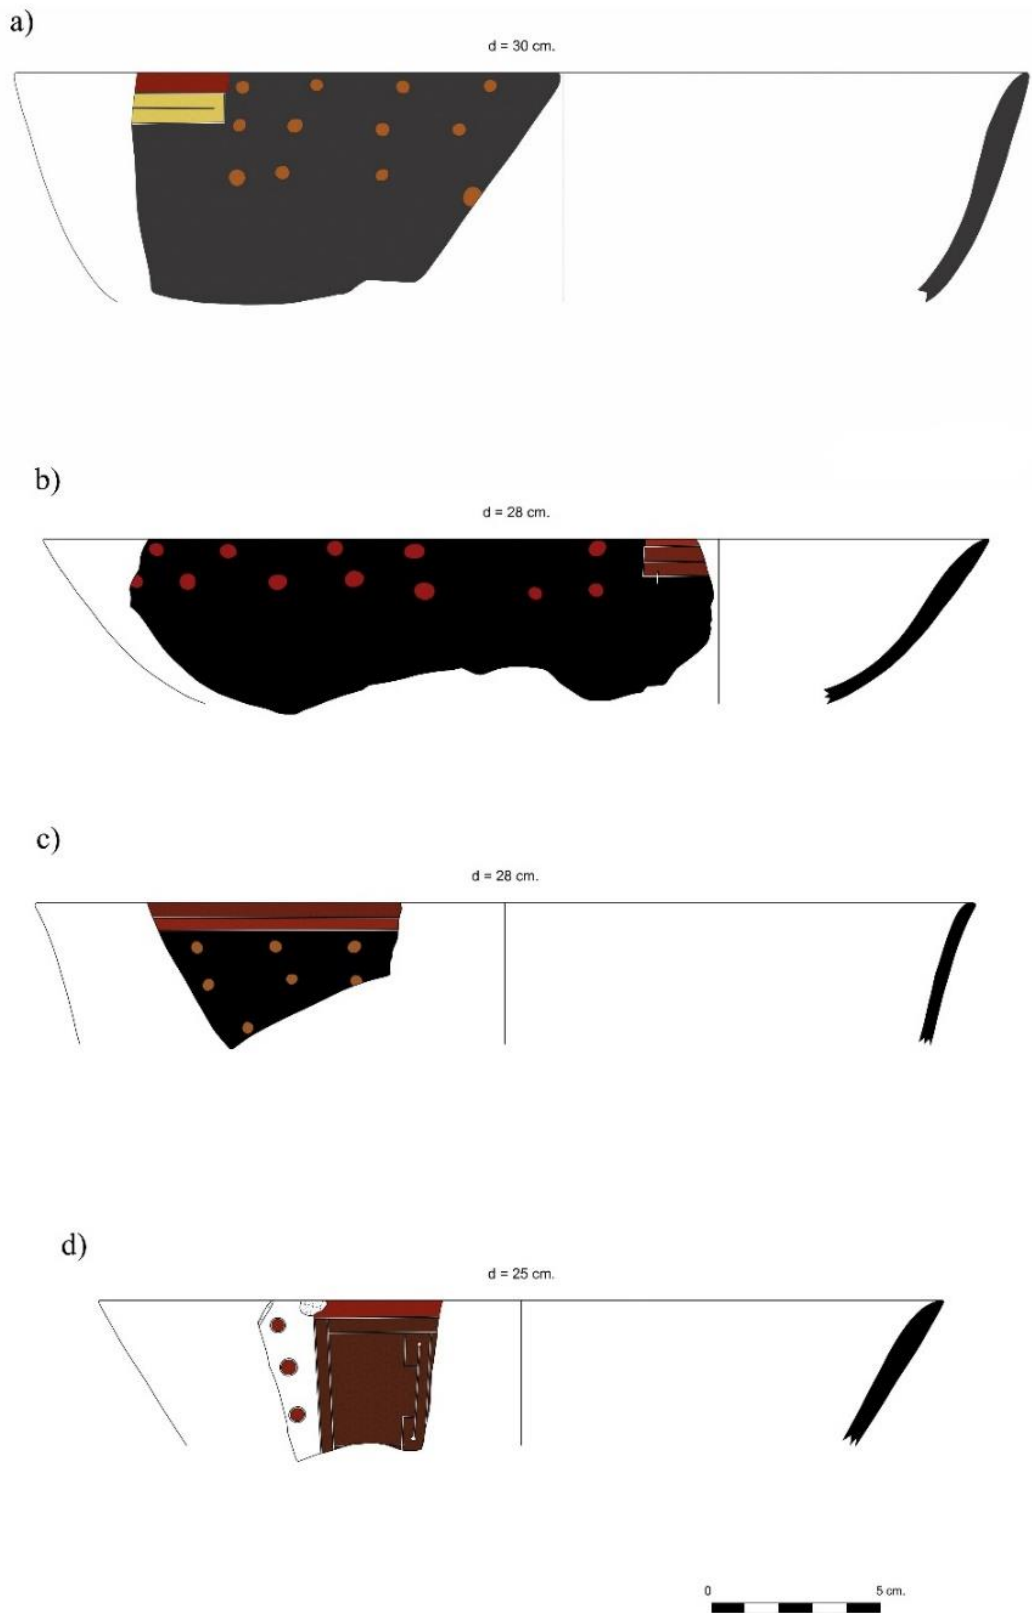 a)
d = 30 cm.
b)
d = 28 cm.
c)
d = 28 cm.
d)
d = 25 cm.
0 5 cm.